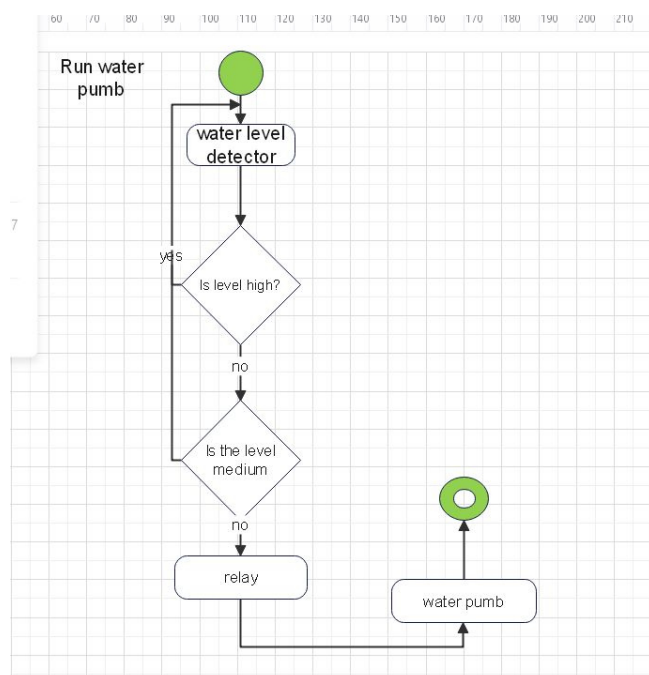 60 70 80 90 100 110 120 130 140 150 160 170 180 190 200 210
Run water
pumb
water level
detector
7
yes
Is level high?
no
Is the level
medium
no
relay
water pumb